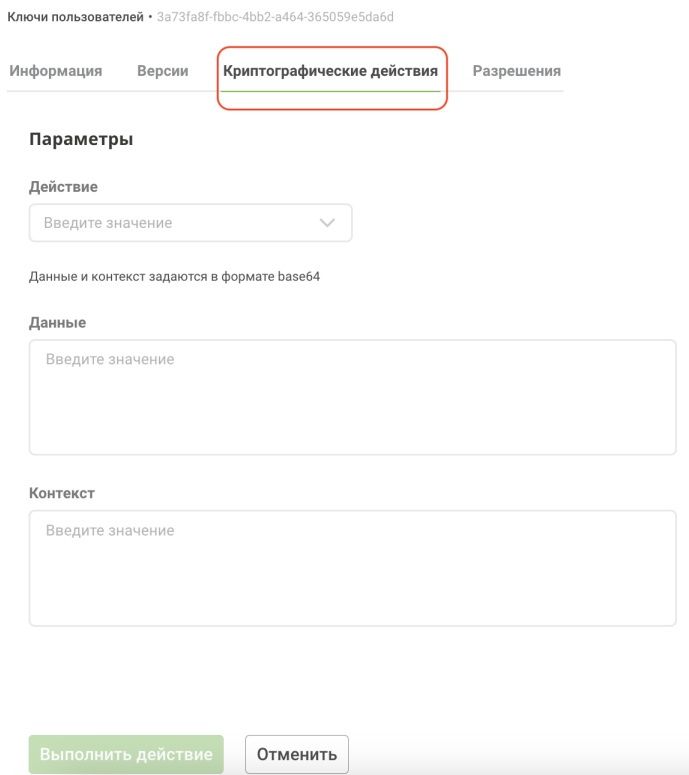 Ключи пользователей • 3a73fa8f-fbbc-4bb2-a464-365059e5da6d
Информация Версии Криптографические действия Разрешения
Параметры
Действие
Введите значение
Данные и контекст задаются в формате base64
Данные
Введите значение
Контекст
Введите значение
Выполнить действие Отменить